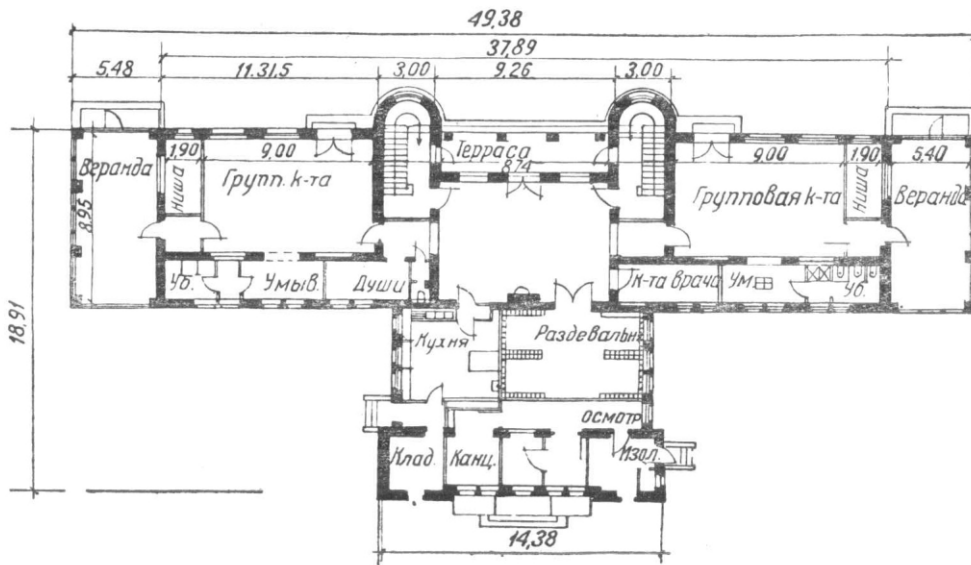 49,38
37,89
5,48 11.31,5 3,00 9.26 3,00
Терраса
8.74
1,90 9,00 9,00 1.90 5.40
Веранда ниша Групп. к-та Групповая к-та ниша Веранда
8.95
Уб. Умыв. Души к-та врача Ум. Уб.
18,91
Кухня Раздевальн
осмотр
Клад. Канц. Изол.
14,38